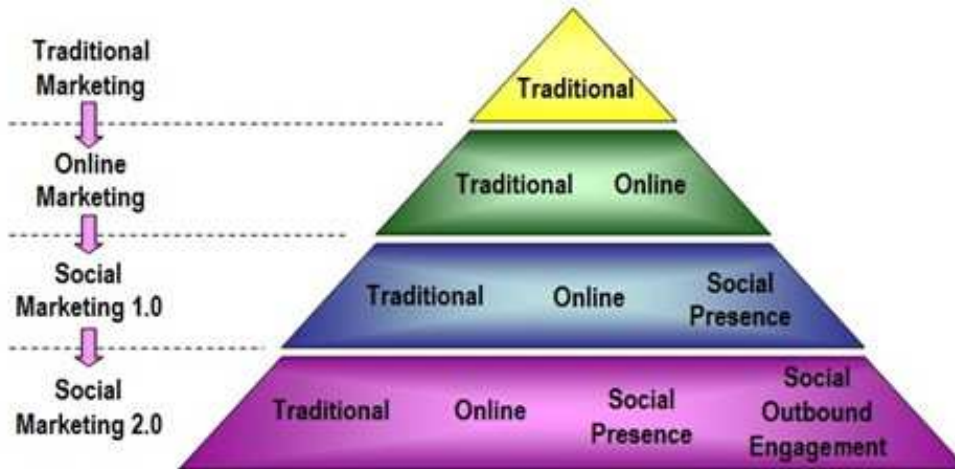 Traditional
Marketing
Traditional
Online
Marketing
Traditional Online
Social
Marketing 1.0
Traditional Online Social
Presence
Social
Marketing 2.0
Traditional Online Social
Presence
Social
Outbound
Engagement